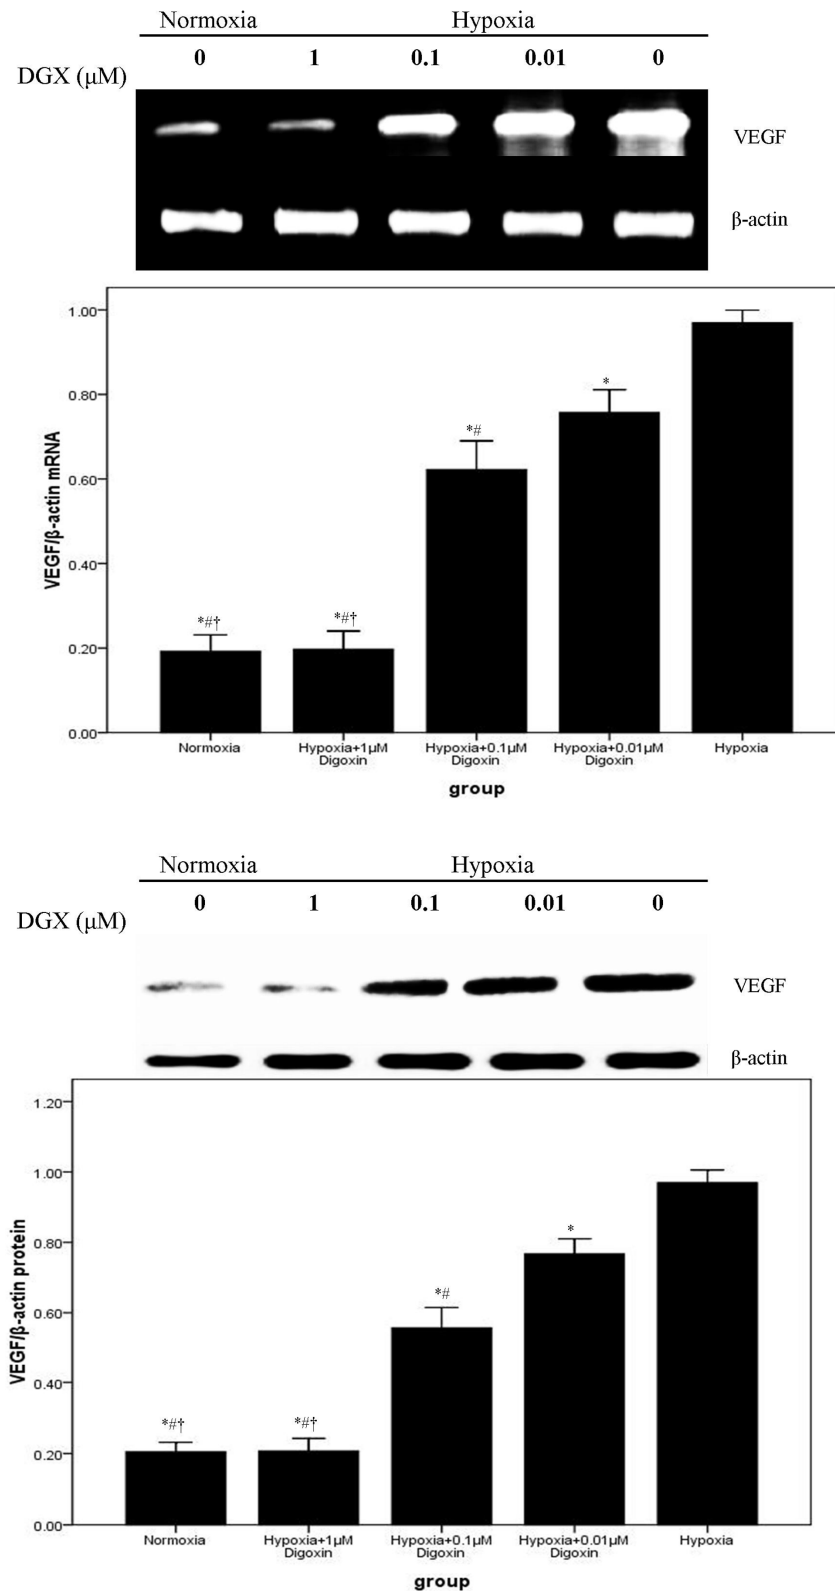 Normoxia Hypoxia
0 1 0.1 0.01 0
DGX (μM)
VEGF
β-actin
*
*#
*#† *#†
1.00
0.80
0.60
0.40
0.20
0.00
VEGF/β-actin mRNA
Normoxia Hypoxia+1μM Hypoxia+0.1μM Hypoxia+0.01μM Hypoxia
Digoxin Digoxin Digoxin
group
Normoxia Hypoxia
0 1 0.1 0.01 0
DGX (μM)
VEGF
β-actin
*
*#
*#† *#†
1.20
1.00
0.80
0.60
0.40
0.20
0.00
VEGF/β-actin protein
Normoxia Hypoxia+1μM Hypoxia+0.1μM Hypoxia+0.01μM Hypoxia
Digoxin Digoxin Digoxin
group